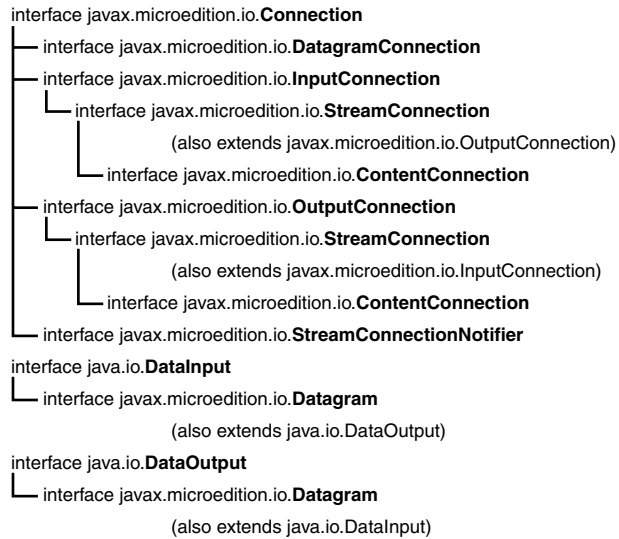 interface javax.microedition.io.Connection
interface javax.microedition.io.DatagramConnection
interface javax.microedition.io.InputConnection
interface javax.microedition.io.StreamConnection
(also extends javax.microedition.io.OutputConnection)
interface javax.microedition.io.ContentConnection
interface javax.microedition.io.OutputConnection
interface javax.microedition.io.StreamConnection
(also extends javax.microedition.io.InputConnection)
interface javax.microedition.io.ContentConnection
interface javax.microedition.io.StreamConnectionNotifier
interface java.io.DataInput
interface javax.microedition.io.Datagram
(also extends java.io.DataOutput)
interface java.io.DataOutput
interface javax.microedition.io.Datagram
(also extends java.io.DataInput)